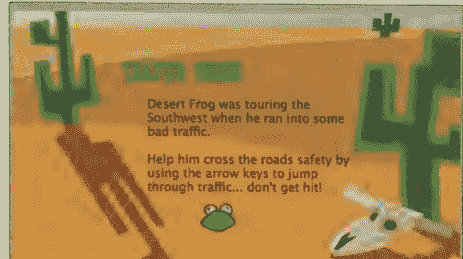 Desert Frog was touring the
Southwest when he ran into some
bad traffic.
Help him cross the roads safety by
using the arrow keys to jump
through traffic... don't get hit!